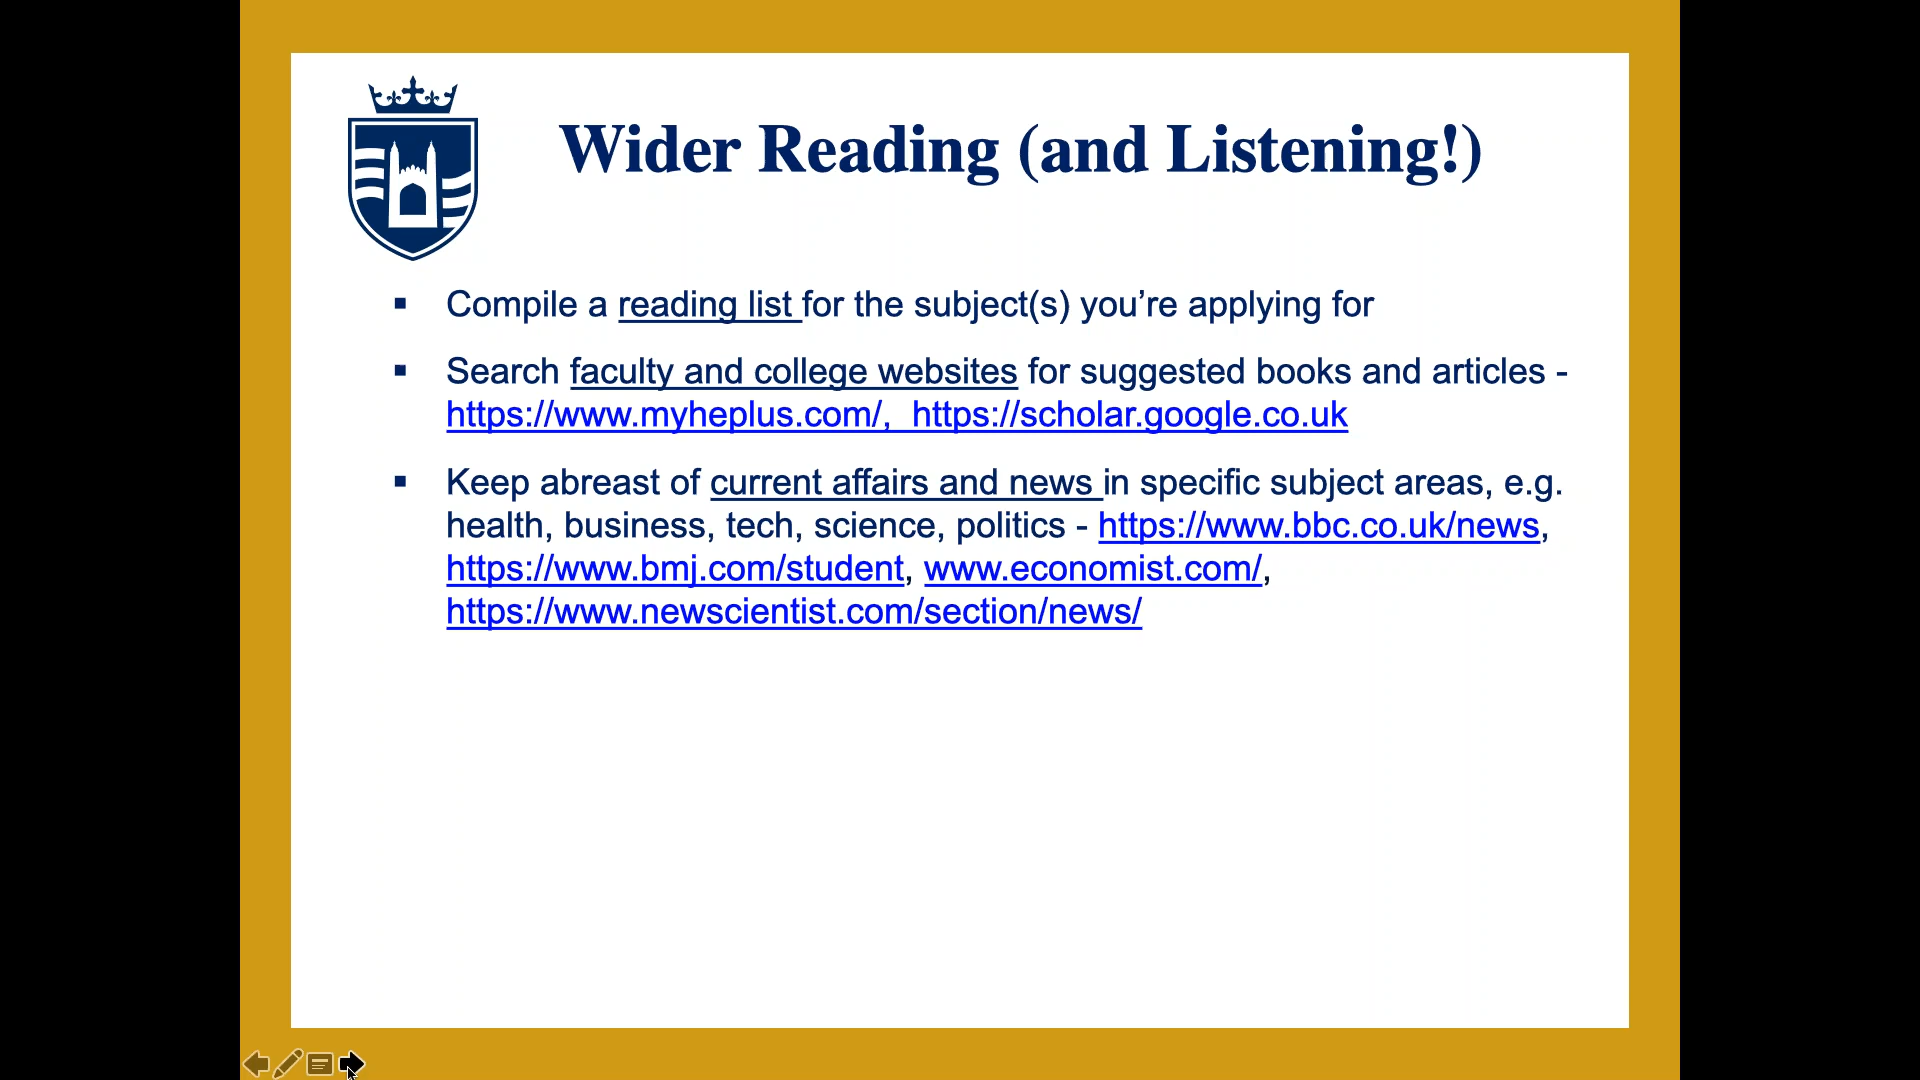 Wider Reading (and Listening!)
▪ Compile a reading list for the subject(s) you’re applying for
▪ Search faculty and college websites for suggested books and articles -
https://www.myheplus.com/, https://scholar.google.co.uk
▪ Keep abreast of current affairs and news in specific subject areas, e.g.
health, business, tech, science, politics - https://www.bbc.co.uk/news,
https://www.bmj.com/student, www.economist.com/,
https://www.newscientist.com/section/news/